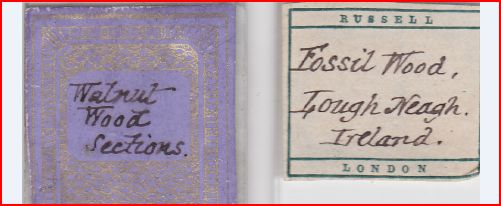 Walnut
Wood
Sections.
RUSSELL
Fossil Wood,
Lough Neagh.
Ireland.
LONDON